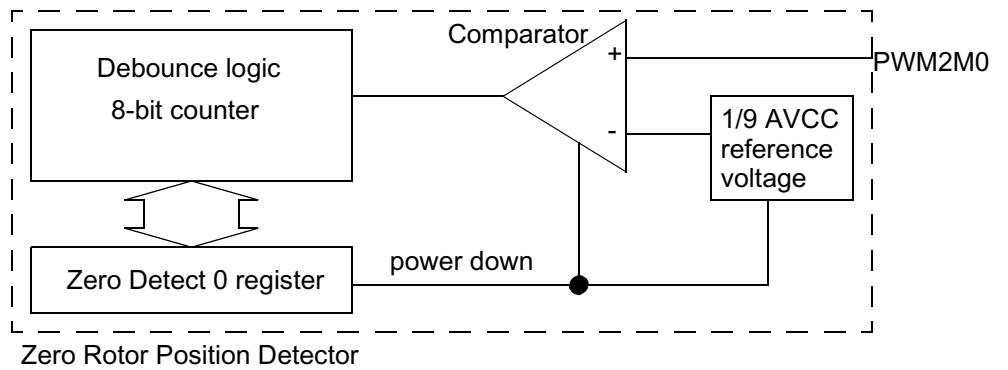 Comparator
Debounce logic
8-bit counter
+
PWM2M0
-
1/9 AVCC
reference
voltage
power down
Zero Detect 0 register
Zero Rotor Position Detector